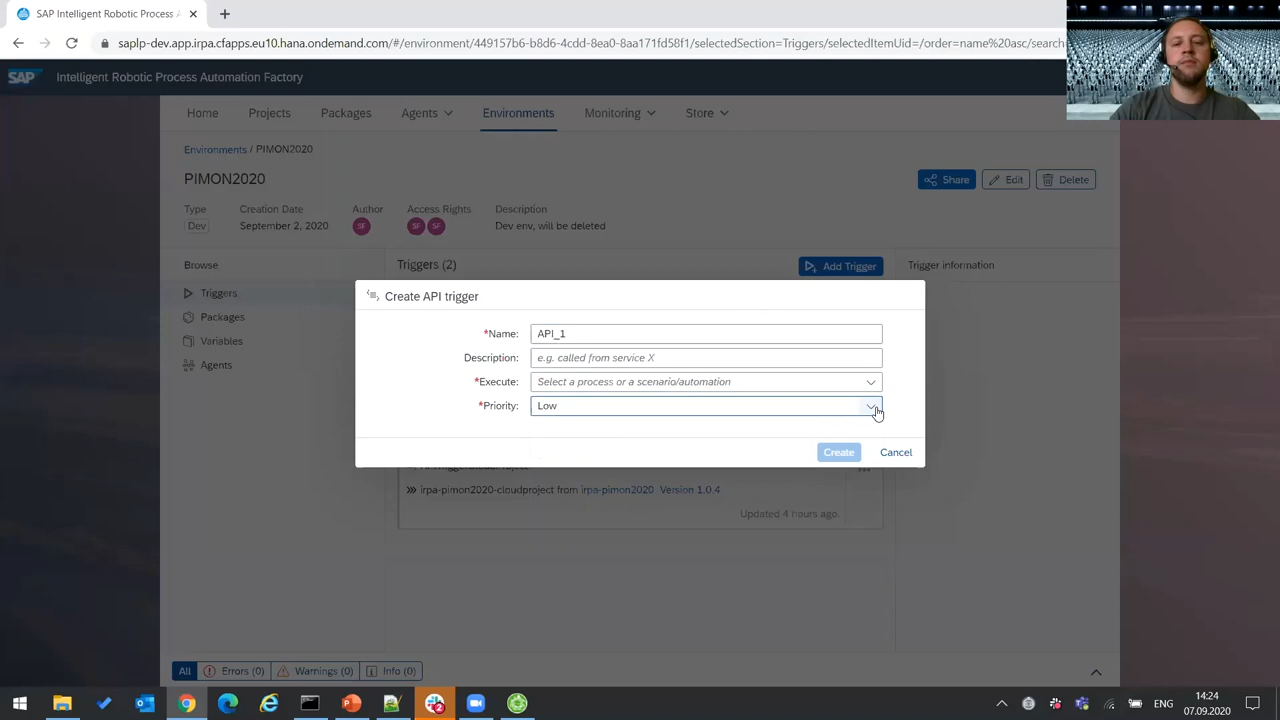 SAP Intelligent Robotic Process A
saplp-dev.app.irpa.cfapps.eu10.hana.ondemand.com/#/environment/449157b6-b8d6-4cdd-8ea0-8aa171fd58f1/selectedSection=Triggers/selectedItemUid=/order=name%20asc/search
SAP Intelligent Robotic Process Automation Factory
Home Projects Packages Agents Environments Monitoring Store
Environments / PIMON2020
PIMON2020
Share Edit Delete
Type Creation Date Author Access Rights Description
Dev September 2, 2020 SF SF SF Dev env, will be deleted
Browse Triggers (2) Add Trigger Trigger information
Triggers
Packages
Variables
Agents
Create API trigger
*Name: API_1
Description: e.g. called from service X
*Execute: Select a process or a scenario/automation
*Priority: Low
Create Cancel
irpa-pimon2020-cloudproject from irpa-pimon2020 Version 1.0.4
Updated 4 hours ago.
All Errors (0) Warnings (0) Info (0)
ENG
14:24
07.09.2020